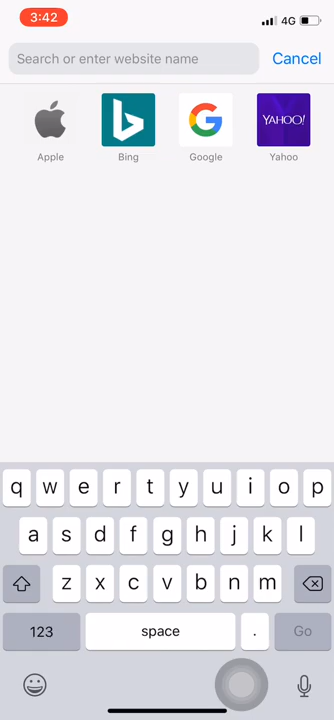 3:42
4G
Search or enter website name
Cancel
YAHOO!
Apple
Bing
Google
Yahoo
q w e r t y u i o p
a s d f g h j k l
z x c v b n m
123
space
.
Go